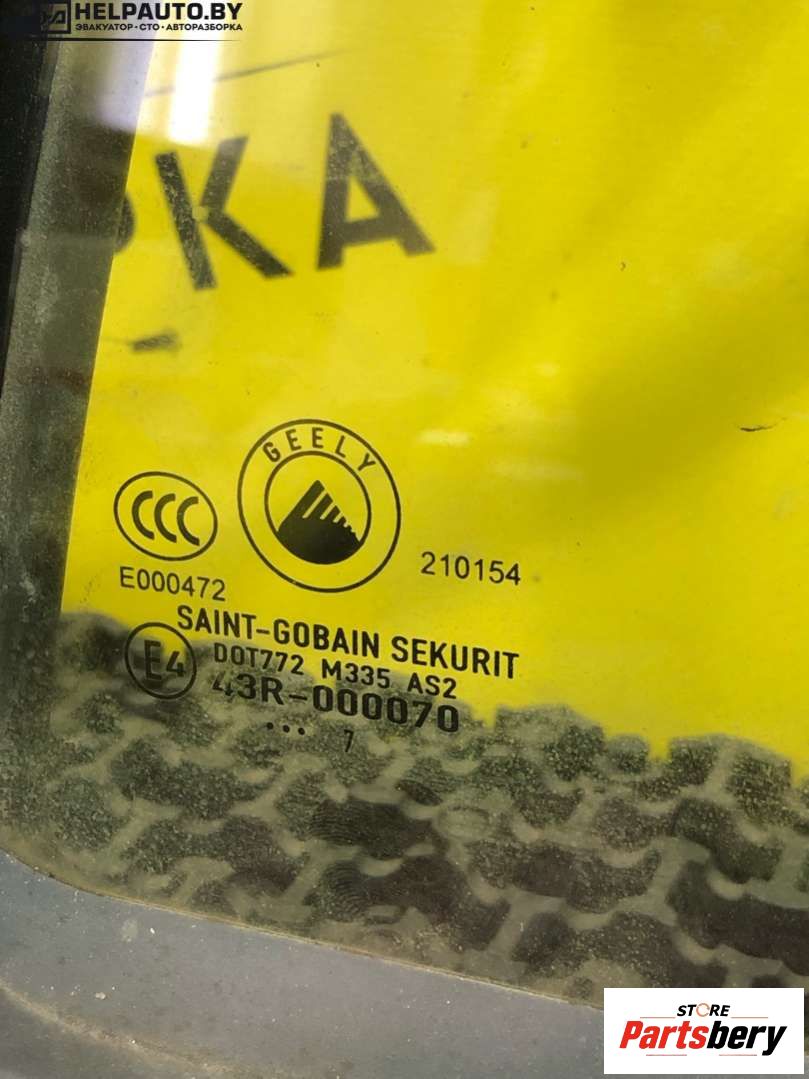 HELPAUTO.BY
ЭВАКУАТОР•СТО•АВТОРАЗБОРКА
РКА
GEELY
CCC
210154
E000472
SAINT-GOBAIN SEKURIT
E4
DOT772 M335 AS2
43R-000070
... 7
STORE
Partsbery